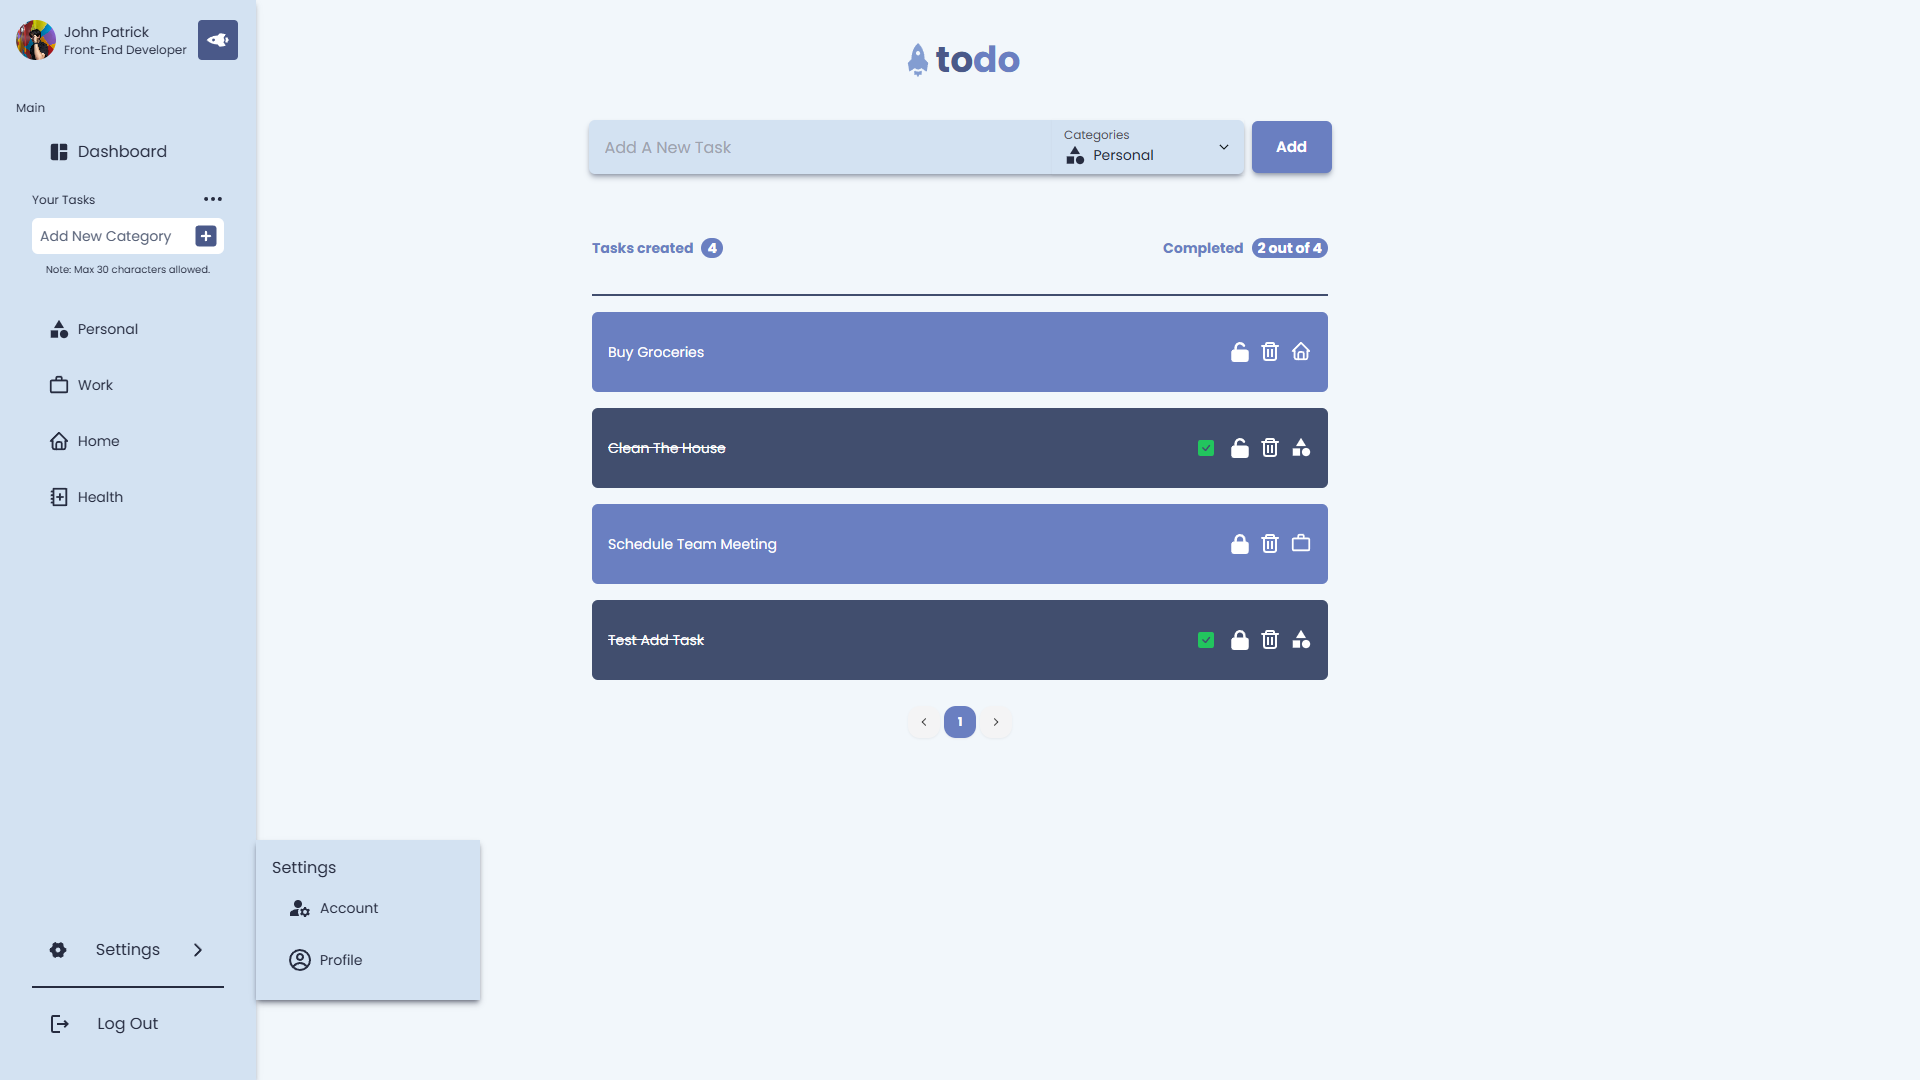 John Patrick
Front-End Developer
Main
Dashboard
Your Tasks
Add New Category
Note: Max 30 characters allowed.
Personal
Work
Home
Health
Settings
Log Out
Settings
Account
Profile
todo
Add A New Task
Categories
Personal
Add
Tasks created 4
Completed 2 out of 4
Buy Groceries
Clean The House
Schedule Team Meeting
Test Add Task
1